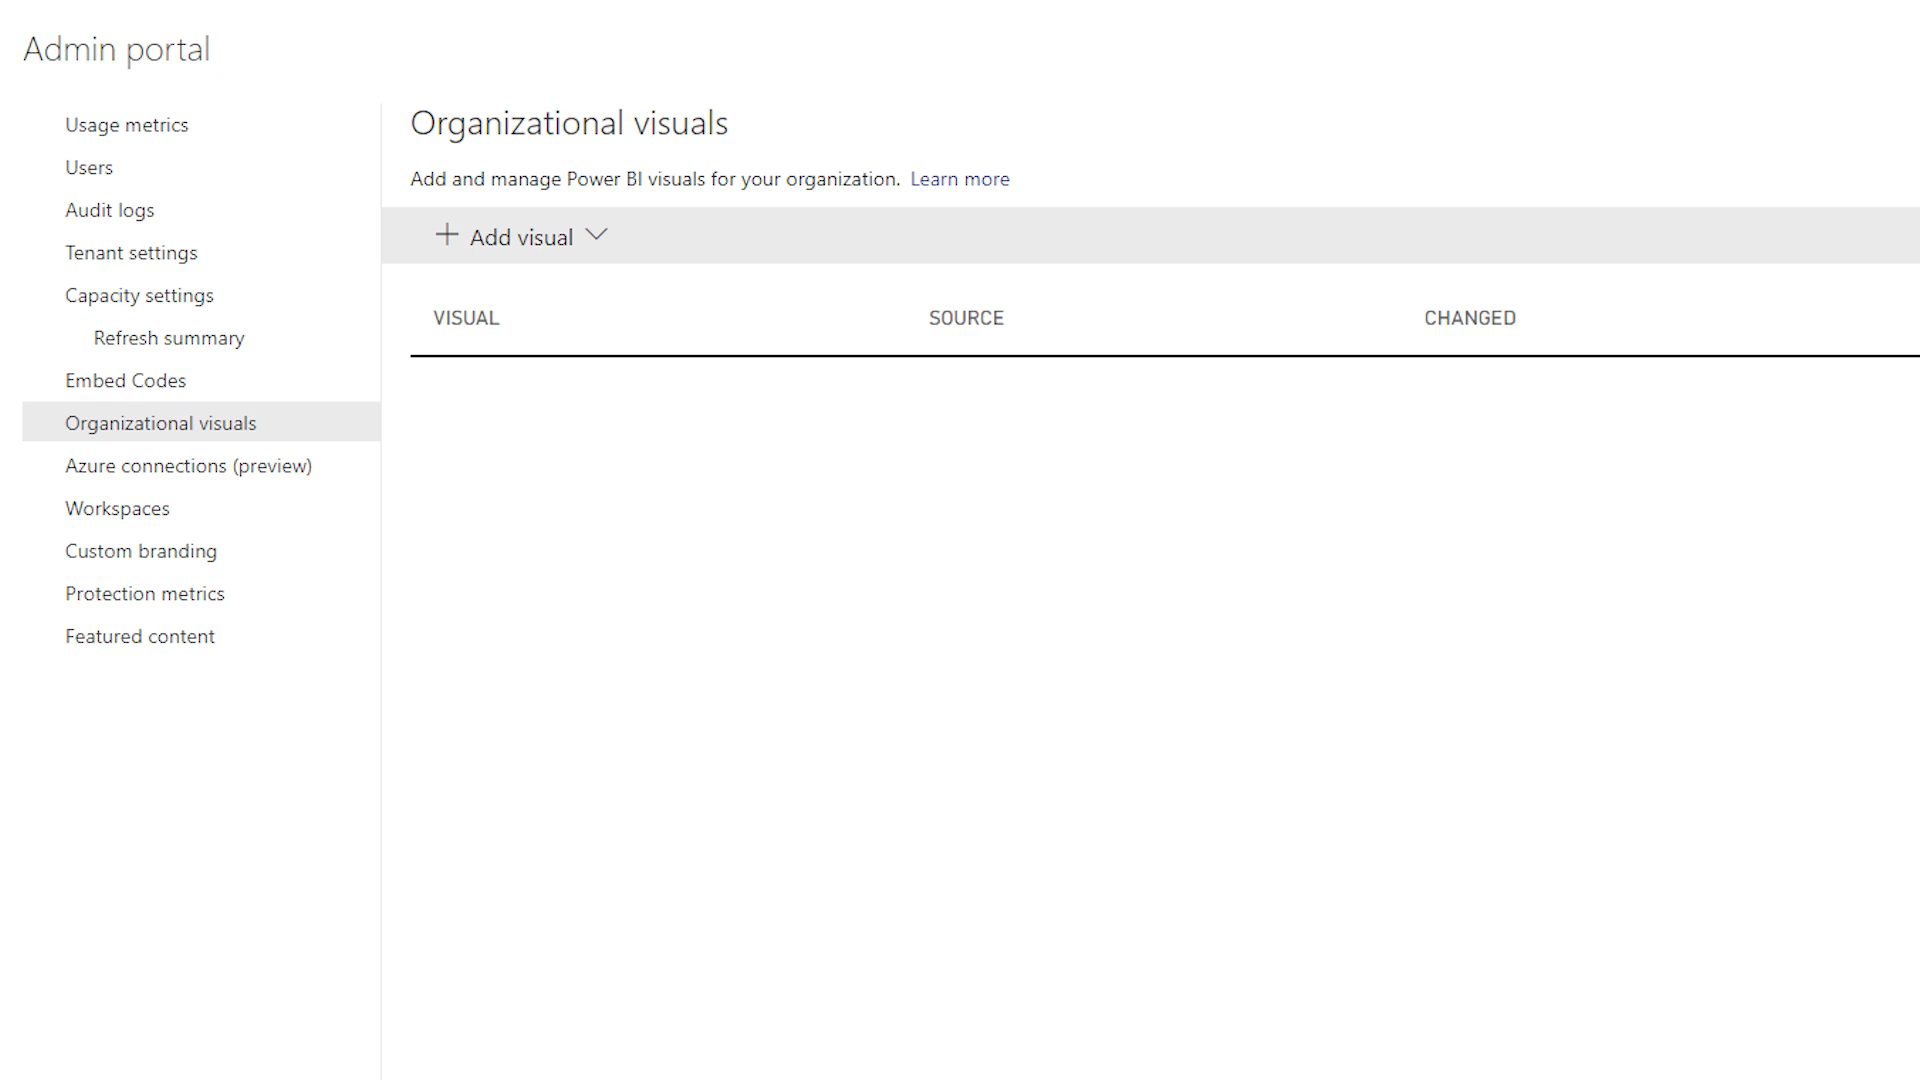 Admin portal
Usage metrics
Users
Audit logs
Tenant settings
Capacity settings
Refresh summary
Embed Codes
Organizational visuals
Azure connections (preview)
Workspaces
Custom branding
Protection metrics
Featured content
Organizational visuals
Add and manage Power BI visuals for your organization. Learn more
Add visual
VISUAL SOURCE CHANGED